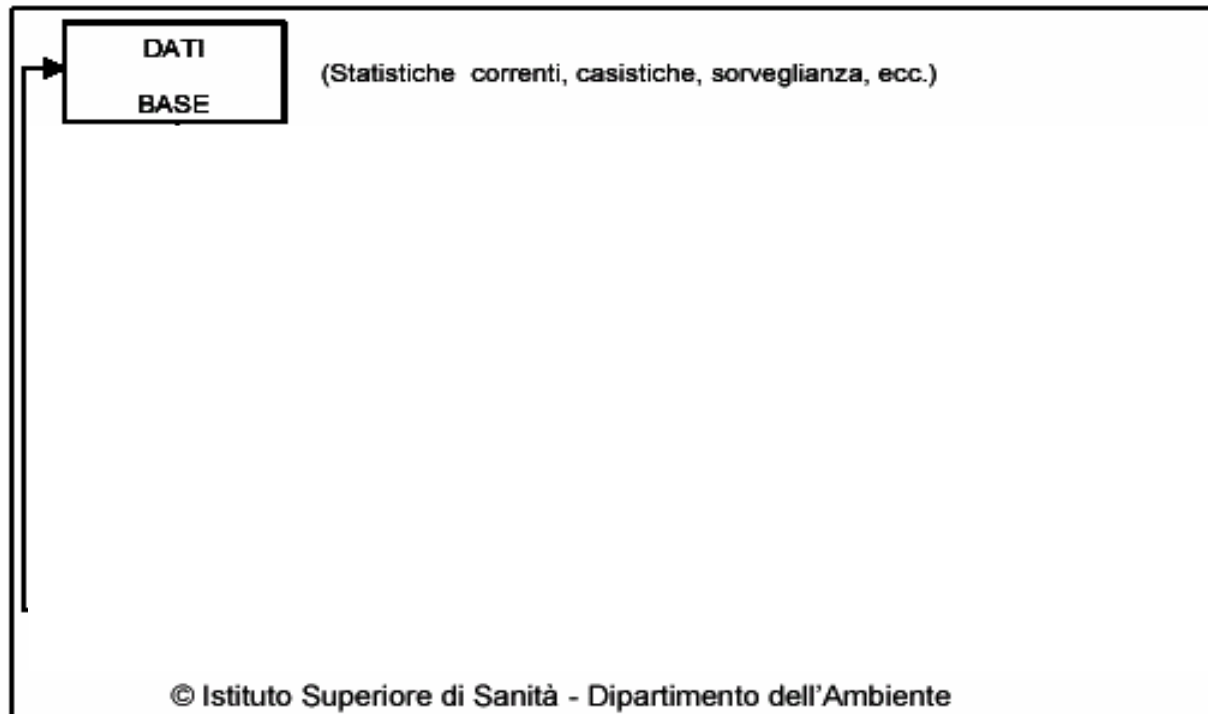 DATI
BASE
(Statistiche correnti, casistiche, sorveglianza, ecc.)
© Istituto Superiore di Sanità - Dipartimento dell'Ambiente